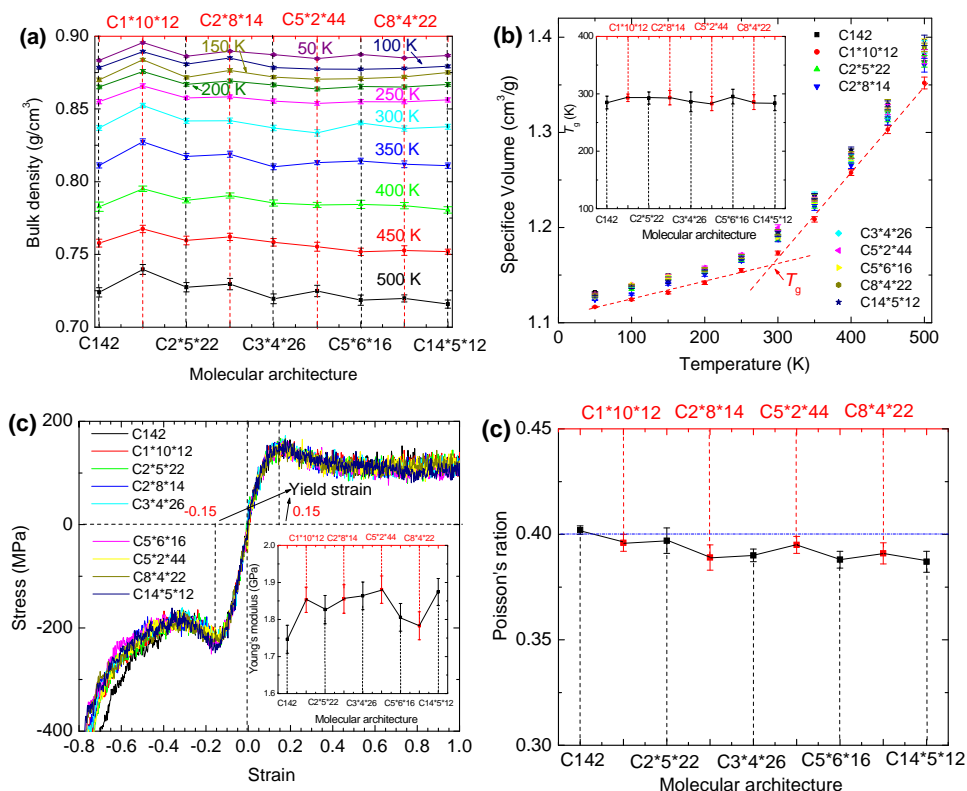 (a)
C1*10*12 C2*8*14 C5*2*44 C8*4*22
0.90
0.85
0.80
0.75
0.70
Bulk density (g/cm³)
150 K
50 K
100 K
200 K
250 K
300 K
350 K
400 K
450 K
500 K
C142 C2*5*22 C3*4*26 C5*6*16 C14*5*12
Molecular architecture
(b)
1.4
1.3
1.2
1.1
Specifice Volume (cm³/g)
C1*10*12 C2*8*14 C5*2*44 C8*4*22
400
300
200
100
Tg (K)
C142 C2*5*22 C3*4*26 C5*6*16 C14*5*12
Molecular architecture
C142
C1*10*12
C2*5*22
C2*8*14
C3*4*26
C5*2*44
C5*6*16
C8*4*22
C14*5*12
Tg
0 50 100 150 200 250 300 350 400 450 500
Temperature (K)
(c)
200
0
-200
-400
Stress (MPa)
C142
C1*10*12
C2*5*22
C2*8*14
C3*4*26
C5*6*16
C5*2*44
C8*4*22
C14*5*12
Yield strain
-0.15
0.15
C1*10*12 C2*8*14 C5*2*44 C8*4*22
2.0
1.9
1.8
1.7
1.6
Young's modulus (GPa)
C142 C2*5*22 C3*4*26 C5*6*16 C14*5*12
Molecular architecture
-0.8 -0.6 -0.4 -0.2 0.0 0.2 0.4 0.6 0.8 1.0
Strain
(c)
C1*10*12 C2*8*14 C5*2*44 C8*4*22
0.45
0.40
0.35
0.30
Poisson's ration
C142 C2*5*22 C3*4*26 C5*6*16 C14*5*12
Molecular architecture